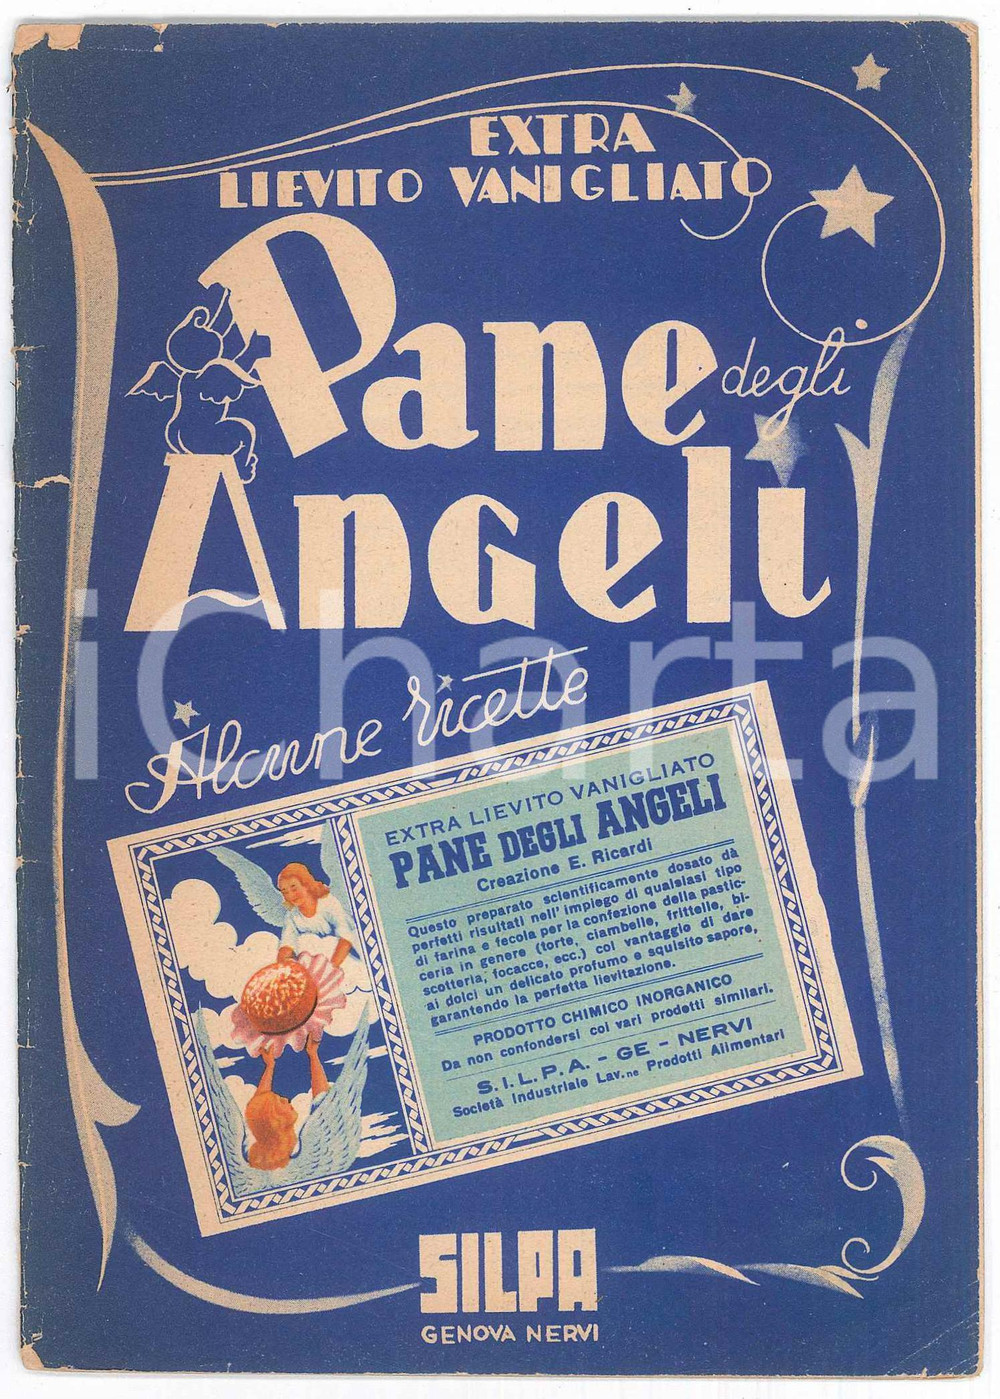 EXTRA
LIEVITO VANIGLIATO
Pane degli
Angeli
Alcune ricette
EXTRA LIEVITO VANIGLIATO
PANE DEGLI ANGELI
Creazione E. Ricardi
Questo preparato scientificamente dosato dà
perfetti risultati nell' impiego di qualsiasi tipo
di farina e fecola per la confezione della pastic-
ceria in genere (torte, ciambelle, frittelle, bi-
scotteria, focacce, ecc.) col vantaggio di dare
ai dolci un delicato profumo e squisito sapore,
garantendo la perfetta lievitazione.
PRODOTTO CHIMICO INORGANICO
Da non confondersi coi vari prodetti similari.
S.I.L.P.A. - GE - NERVI
Società Industriale Lav.ne Prodotti Alimentari
SILPA
GENOVA NERVI
iCharta